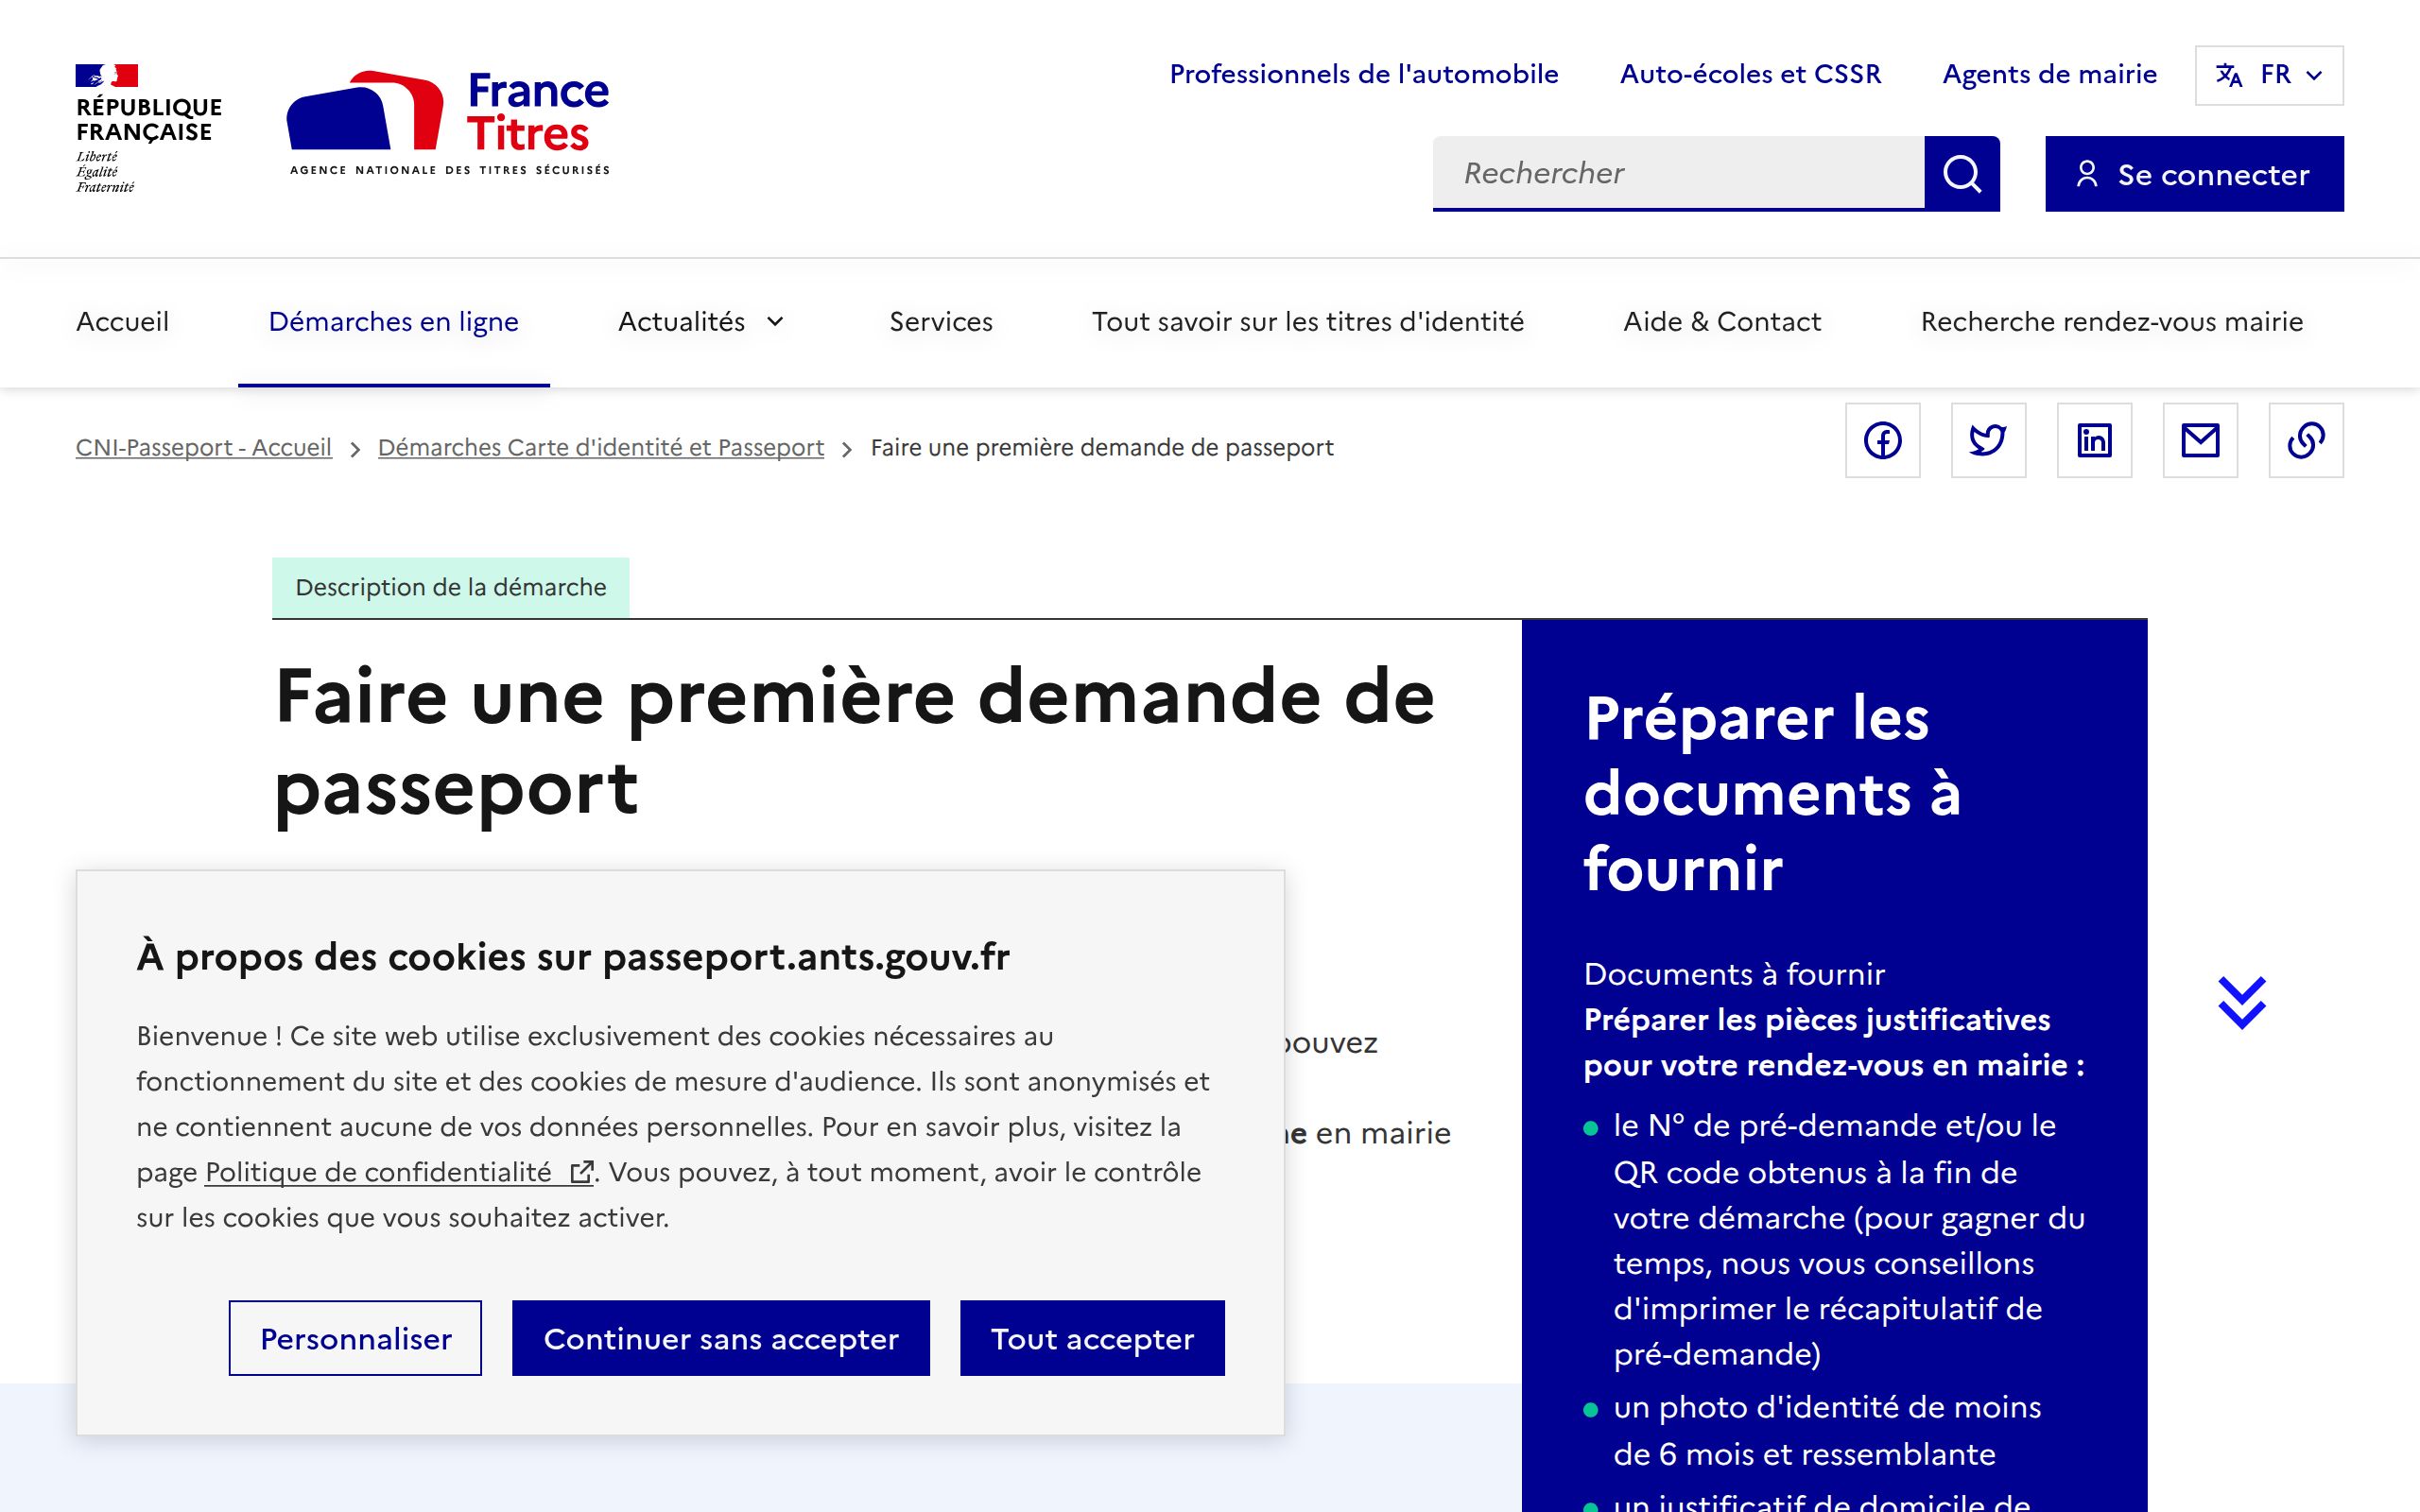 RÉPUBLIQUE
FRANÇAISE
Liberté
Égalité
Fraternité
France
Titres
AGENCE NATIONALE DES TITRES SÉCURISÉS
Professionnels de l'automobile
Auto-écoles et CSSR
Agents de mairie
FR
Rechercher
Se connecter
Accueil
Démarches en ligne
Actualités
Services
Tout savoir sur les titres d'identité
Aide & Contact
Recherche rendez-vous mairie
CNI-Passeport - Accueil
Démarches Carte d'identité et Passeport
Faire une première demande de passeport
Description de la démarche
Faire une première demande de
passeport
pouvez
en mairie
À propos des cookies sur passeport.ants.gouv.fr
Bienvenue ! Ce site web utilise exclusivement des cookies nécessaires au
fonctionnement du site et des cookies de mesure d'audience. Ils sont anonymisés et
ne contiennent aucune de vos données personnelles. Pour en savoir plus, visitez la
page Politique de confidentialité . Vous pouvez, à tout moment, avoir le contrôle
sur les cookies que vous souhaitez activer.
Personnaliser
Continuer sans accepter
Tout accepter
Préparer les
documents à
fournir
Documents à fournir
Préparer les pièces justificatives
pour votre rendez-vous en mairie :
le N° de pré-demande et/ou le
QR code obtenus à la fin de
votre démarche (pour gagner du
temps, nous vous conseillons
d'imprimer le récapitulatif de
pré-demande)
un photo d'identité de moins
de 6 mois et ressemblante
un justificatif de domicile de